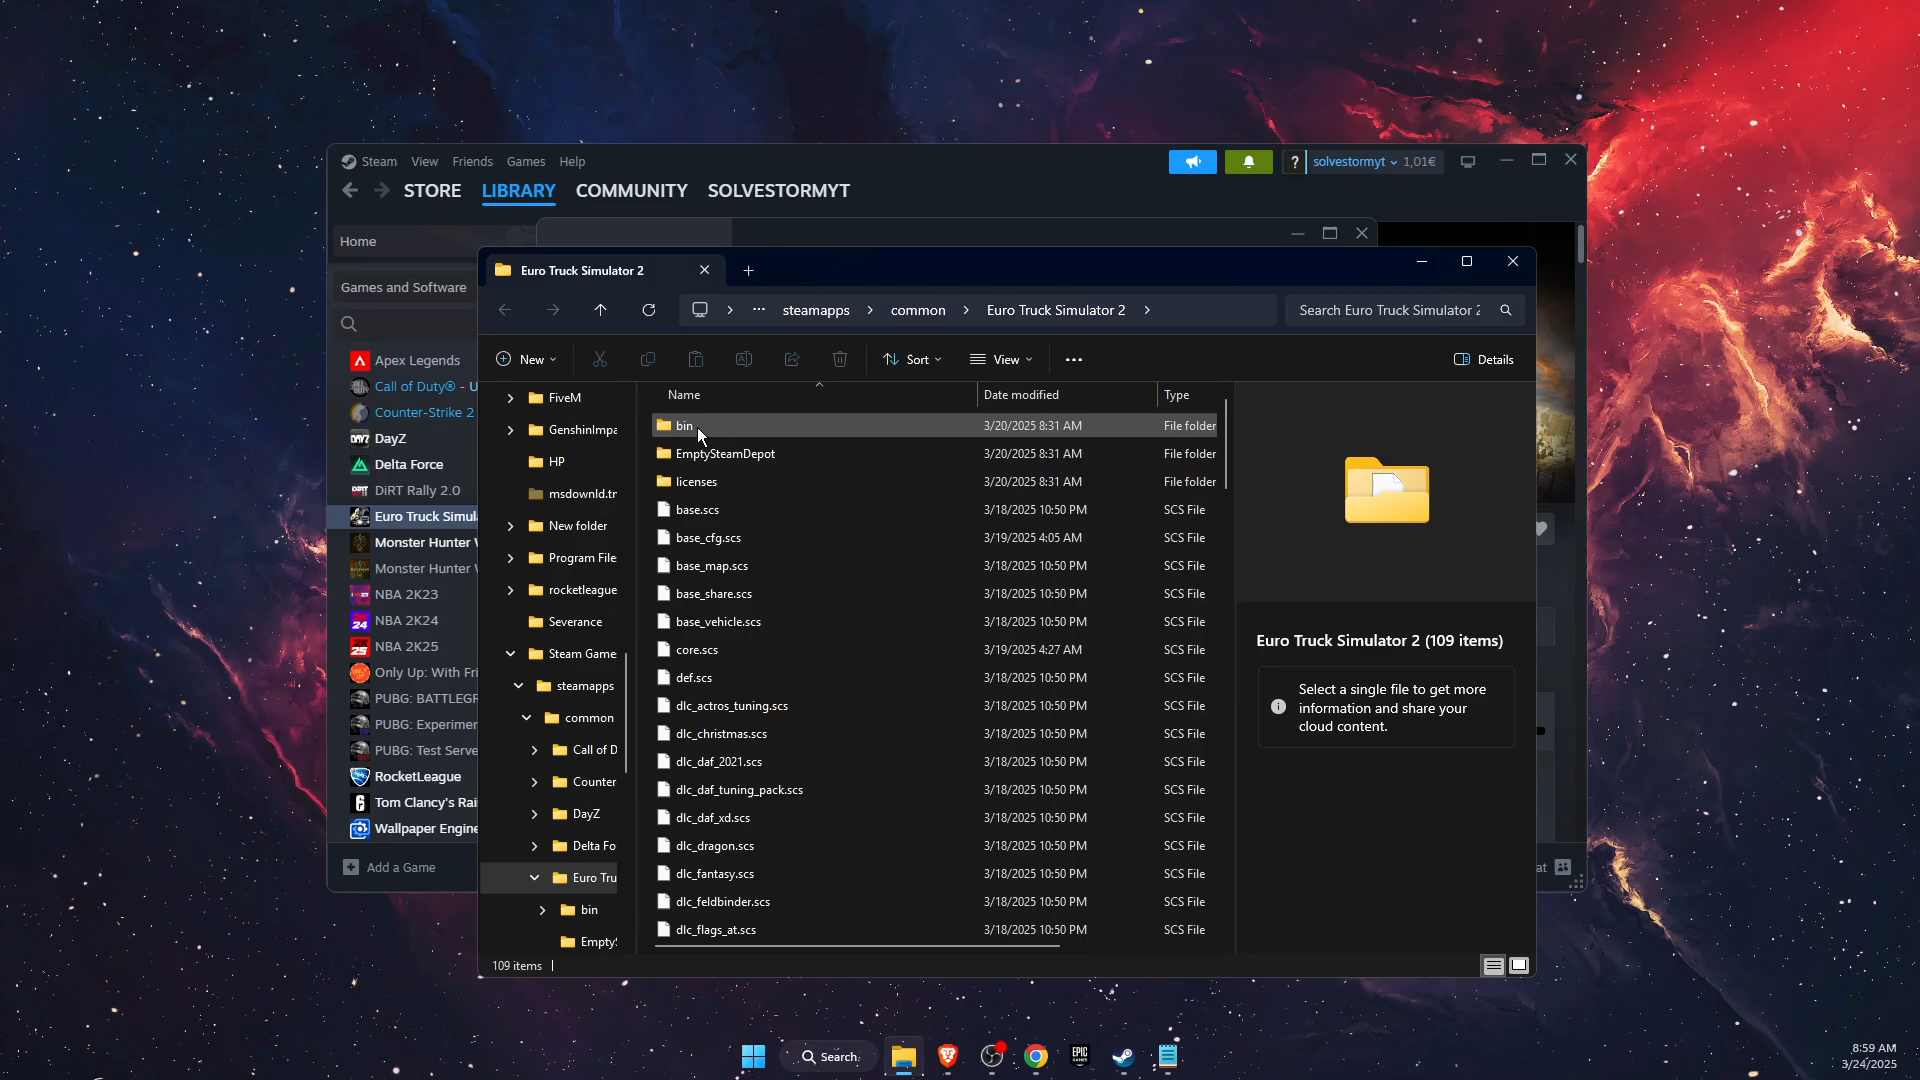 Steam View Friends Games Help
? solvestormyt 1,01€
STORE LIBRARY COMMUNITY SOLVESTORMYT
Home
Games and Software
Apex Legends
Call of Duty® - U
Counter-Strike 2
DayZ
Delta Force
DiRT Rally 2.0
Euro Truck Simul
Monster Hunter W
Monster Hunter W
NBA 2K23
NBA 2K24
NBA 2K25
Only Up: With Fri
PUBG: BATTLEGR
PUBG: Experimen
PUBG: Test Serve
RocketLeague
Tom Clancy's Rai
Wallpaper Engine
Add a Game
at
Euro Truck Simulator 2
steamapps > common > Euro Truck Simulator 2 >
Search Euro Truck Simulator 2
New Sort View ... Details
FiveM
GenshinImpa
HP
msdownld.tn
New folder
Program File
rocketleague
Severance
Steam Game
steamapps
common
Call of D
Counter
DayZ
Delta Fo
Euro Tru
bin
EmptyS
Name Date modified Type
bin 3/20/2025 8:31 AM File folder
EmptySteamDepot 3/20/2025 8:31 AM File folder
licenses 3/20/2025 8:31 AM File folder
base.scs 3/18/2025 10:50 PM SCS File
base_cfg.scs 3/19/2025 4:05 AM SCS File
base_map.scs 3/18/2025 10:50 PM SCS File
base_share.scs 3/18/2025 10:50 PM SCS File
base_vehicle.scs 3/18/2025 10:50 PM SCS File
core.scs 3/19/2025 4:27 AM SCS File
def.scs 3/18/2025 10:50 PM SCS File
dlc_actros_tuning.scs 3/18/2025 10:50 PM SCS File
dlc_christmas.scs 3/18/2025 10:50 PM SCS File
dlc_daf_2021.scs 3/18/2025 10:50 PM SCS File
dlc_daf_tuning_pack.scs 3/18/2025 10:50 PM SCS File
dlc_daf_xd.scs 3/18/2025 10:50 PM SCS File
dlc_dragon.scs 3/18/2025 10:50 PM SCS File
dlc_fantasy.scs 3/18/2025 10:50 PM SCS File
dlc_feldbinder.scs 3/18/2025 10:50 PM SCS File
dlc_flags_at.scs 3/18/2025 10:50 PM SCS File
Euro Truck Simulator 2 (109 items)
Select a single file to get more
information and share your
cloud content.
109 items
Search
EPIC
GAMES
8:59 AM
3/24/2025